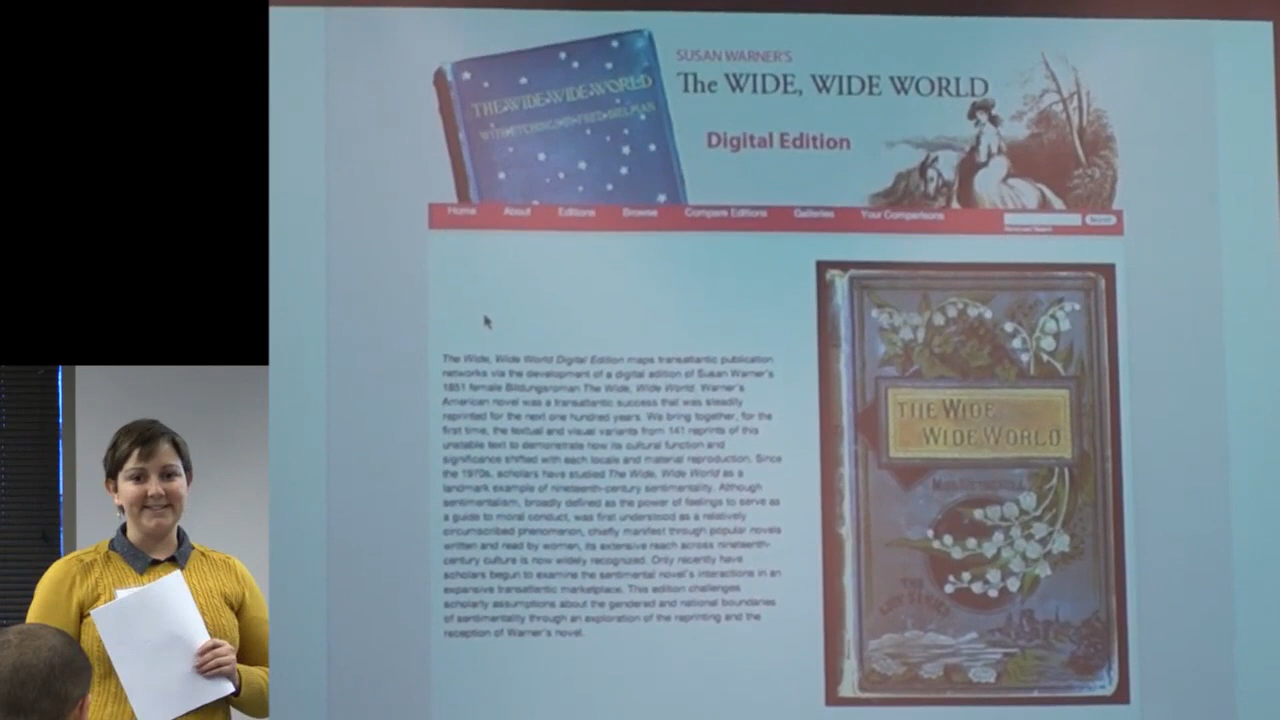 THE·WIDE·WIDE·WORLD
WITH·ETCHINGS·BY·FRED·DIELMAN
SUSAN WARNER'S
The WIDE, WIDE WORLD
Digital Edition
Home About Editions Browse Compare Editions Galleries Your Comparisons
Search
Advanced Search
The Wide, Wide World Digital Edition maps transatlantic publication
networks via the development of a digital edition of Susan Warner's
1851 female Bildungsroman The Wide, Wide World. Warner's
American novel was a transatlantic success that was steadily
reprinted for the next one hundred years. We bring together, for the
first time, the textual and visual variants from 141 reprints of this
unstable text to demonstrate how its cultural function and
significance shifted with each locale and material reproduction. Since
the 1970s, scholars have studied The Wide, Wide World as a
landmark example of nineteenth-century sentimentality. Although
sentimentalism, broadly defined as the power of feelings to serve as
a guide to moral conduct, was first understood as a relatively
circumscribed phenomenon, chiefly manifest through popular novels
written and read by women, its extensive reach across nineteenth-
century culture is now widely recognized. Only recently have
scholars begun to examine the sentimental novel's interactions in an
expansive transatlantic marketplace. This edition challenges
scholarly assumptions about the gendered and national boundaries
of sentimentality through an exploration of the reprinting and the
reception of Warner's novel.
THE WIDE
WIDE WORLD
THE